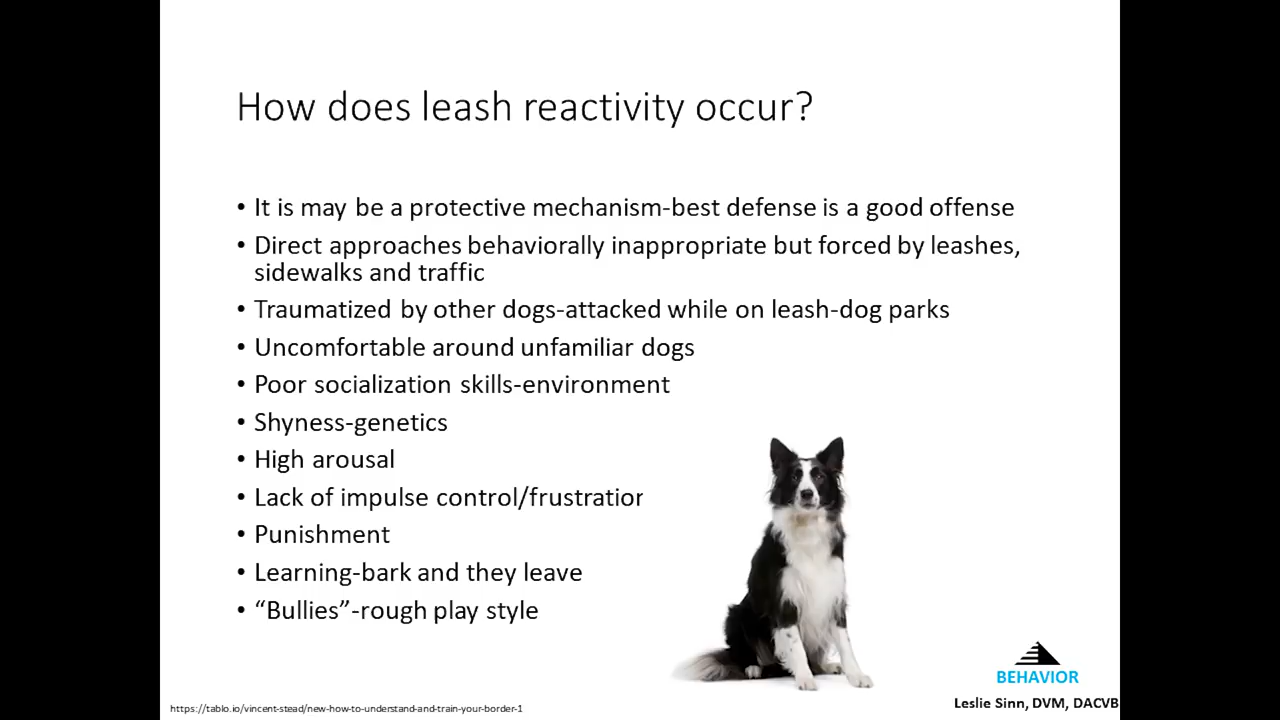 How does leash reactivity occur?
• It is may be a protective mechanism-best defense is a good offense
• Direct approaches behaviorally inappropriate but forced by leashes,
sidewalks and traffic
• Traumatized by other dogs-attacked while on leash-dog parks
• Uncomfortable around unfamiliar dogs
• Poor socialization skills-environment
• Shyness-genetics
• High arousal
• Lack of impulse control/frustration
• Punishment
• Learning-bark and they leave
• “Bullies”-rough play style
BEHAVIOR
Leslie Sinn, DVM, DACVB
https://tablo.io/vincent-stead/new-how-to-understand-and-train-your-border-1